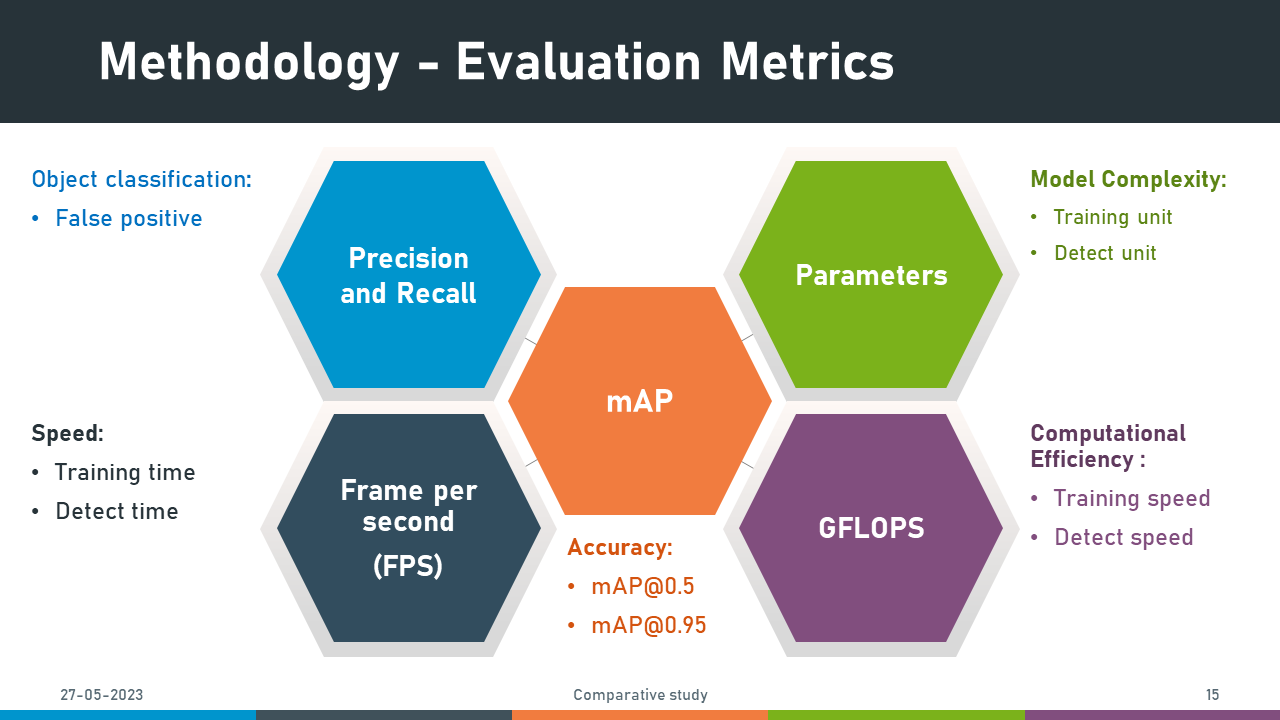 Methodology - Evaluation Metrics
Object classification:
• False positive
Precision
and Recall
Parameters
Model Complexity:
• Training unit
• Detect unit
mAP
Speed:
• Training time
• Detect time
Frame per
second
(FPS)
Accuracy:
• mAP@0.5
• mAP@0.95
GFLOPS
Computational
Efficiency :
• Training speed
• Detect speed
27-05-2023
Comparative study
15